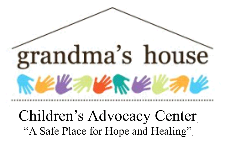 grandma's house
Children's Advocacy Center
"A Safe Place for Hope and Healing"